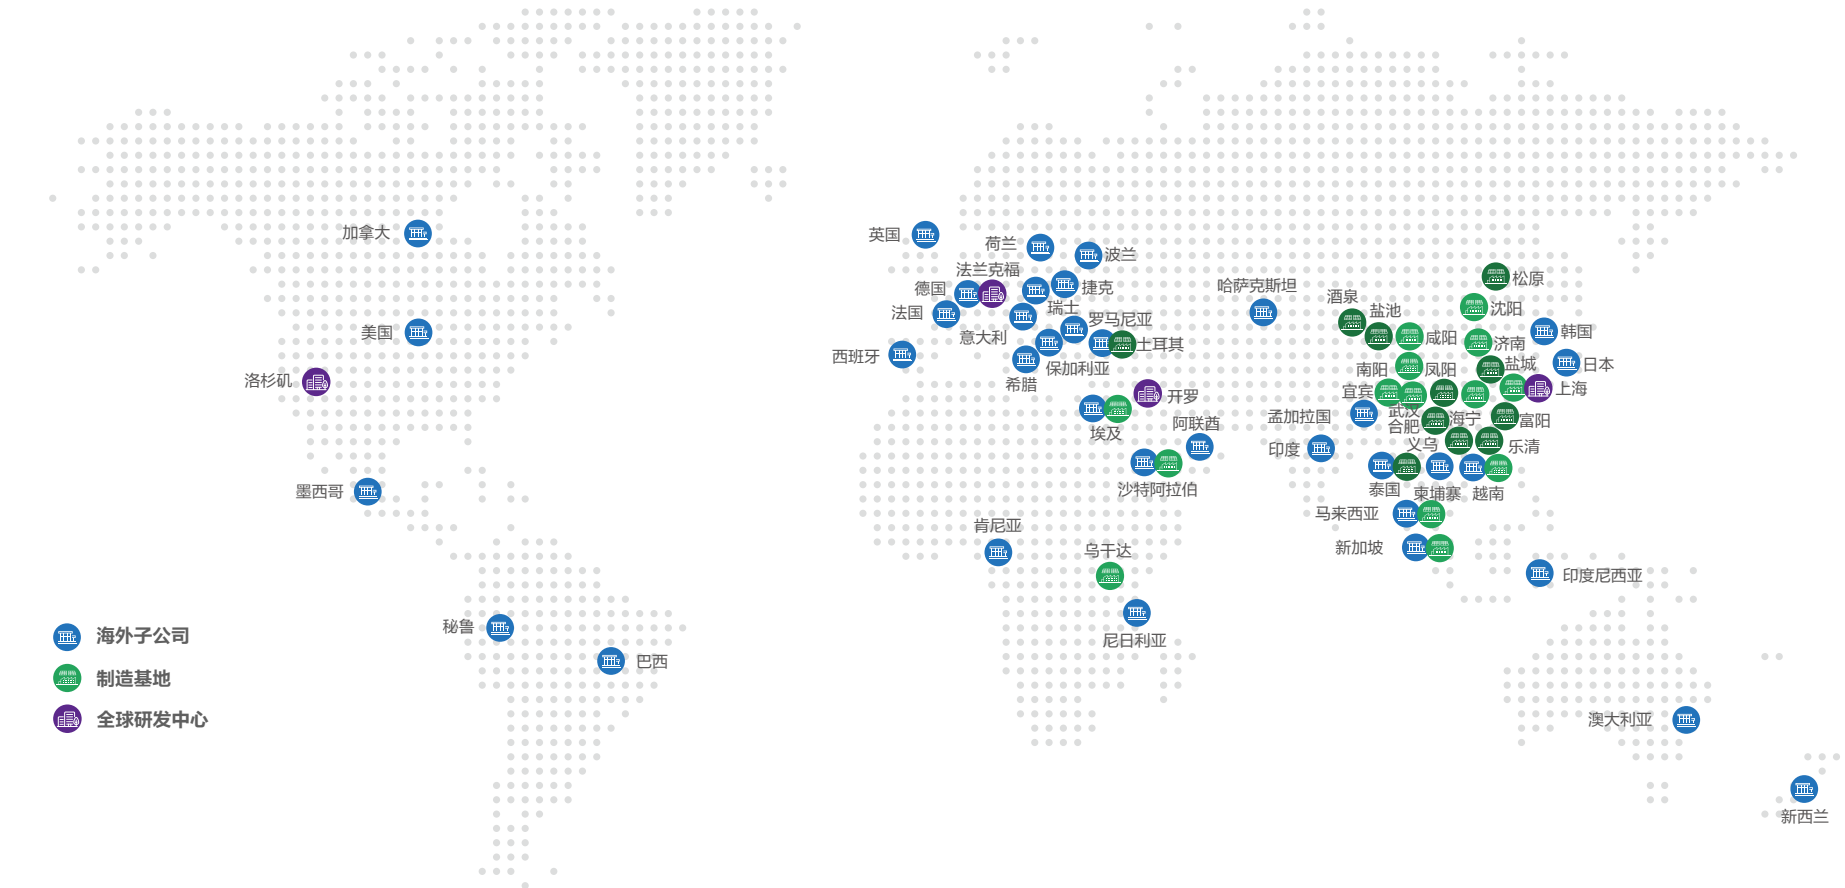 加拿大
美国
洛杉矶
墨西哥
秘鲁
巴西
英国
荷兰
波兰
法兰克福
德国
捷克
法国
瑞士
意大利
罗马尼亚
西班牙
土耳其
保加利亚
希腊
开罗
埃及
阿联酋
沙特阿拉伯
肯尼亚
乌干达
尼日利亚
哈萨克斯坦
松原
酒泉
盐池
沈阳
咸阳
济南
韩国
南阳
凤阳
盐城
日本
宜宾
上海
孟加拉国
武汉
海宁
富阳
合肥
义乌
乐清
印度
泰国
柬埔寨
越南
马来西亚
新加坡
印度尼西亚
澳大利亚
新西兰
海外子公司
制造基地
全球研发中心